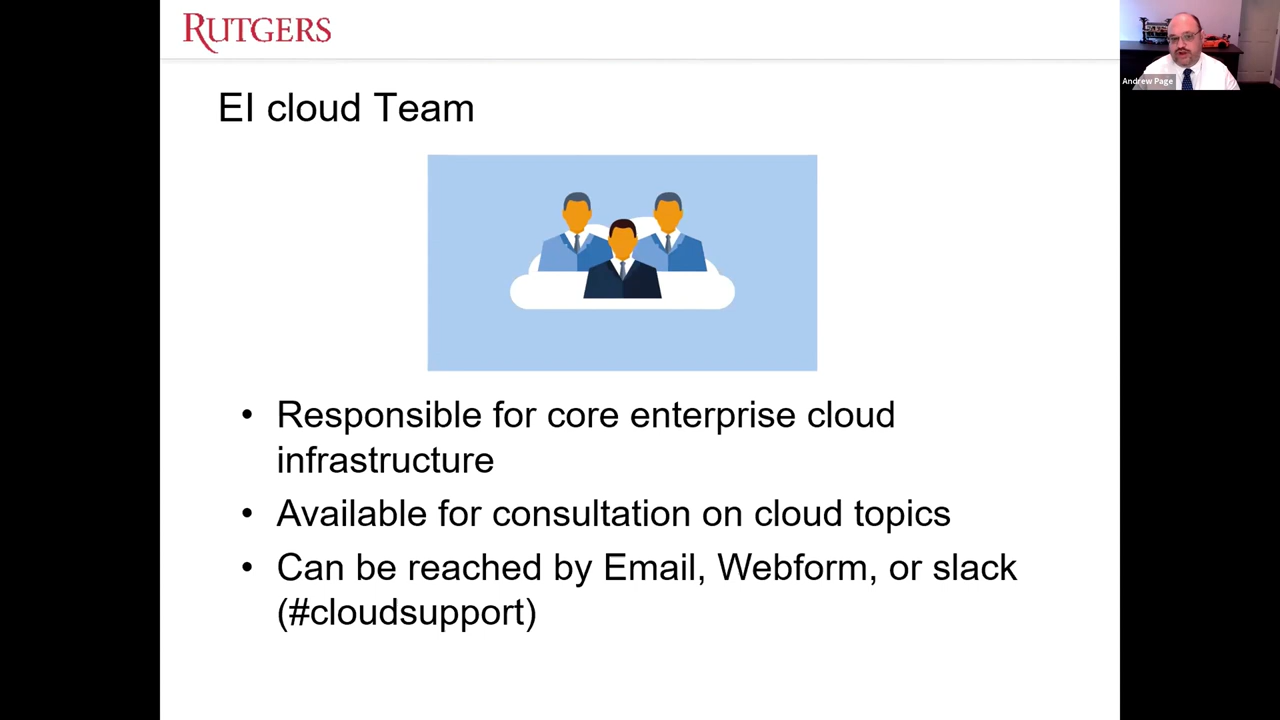 RUTGERS
Andrew Page
EI cloud Team
• Responsible for core enterprise cloud
infrastructure
• Available for consultation on cloud topics
• Can be reached by Email, Webform, or slack
(#cloudsupport)